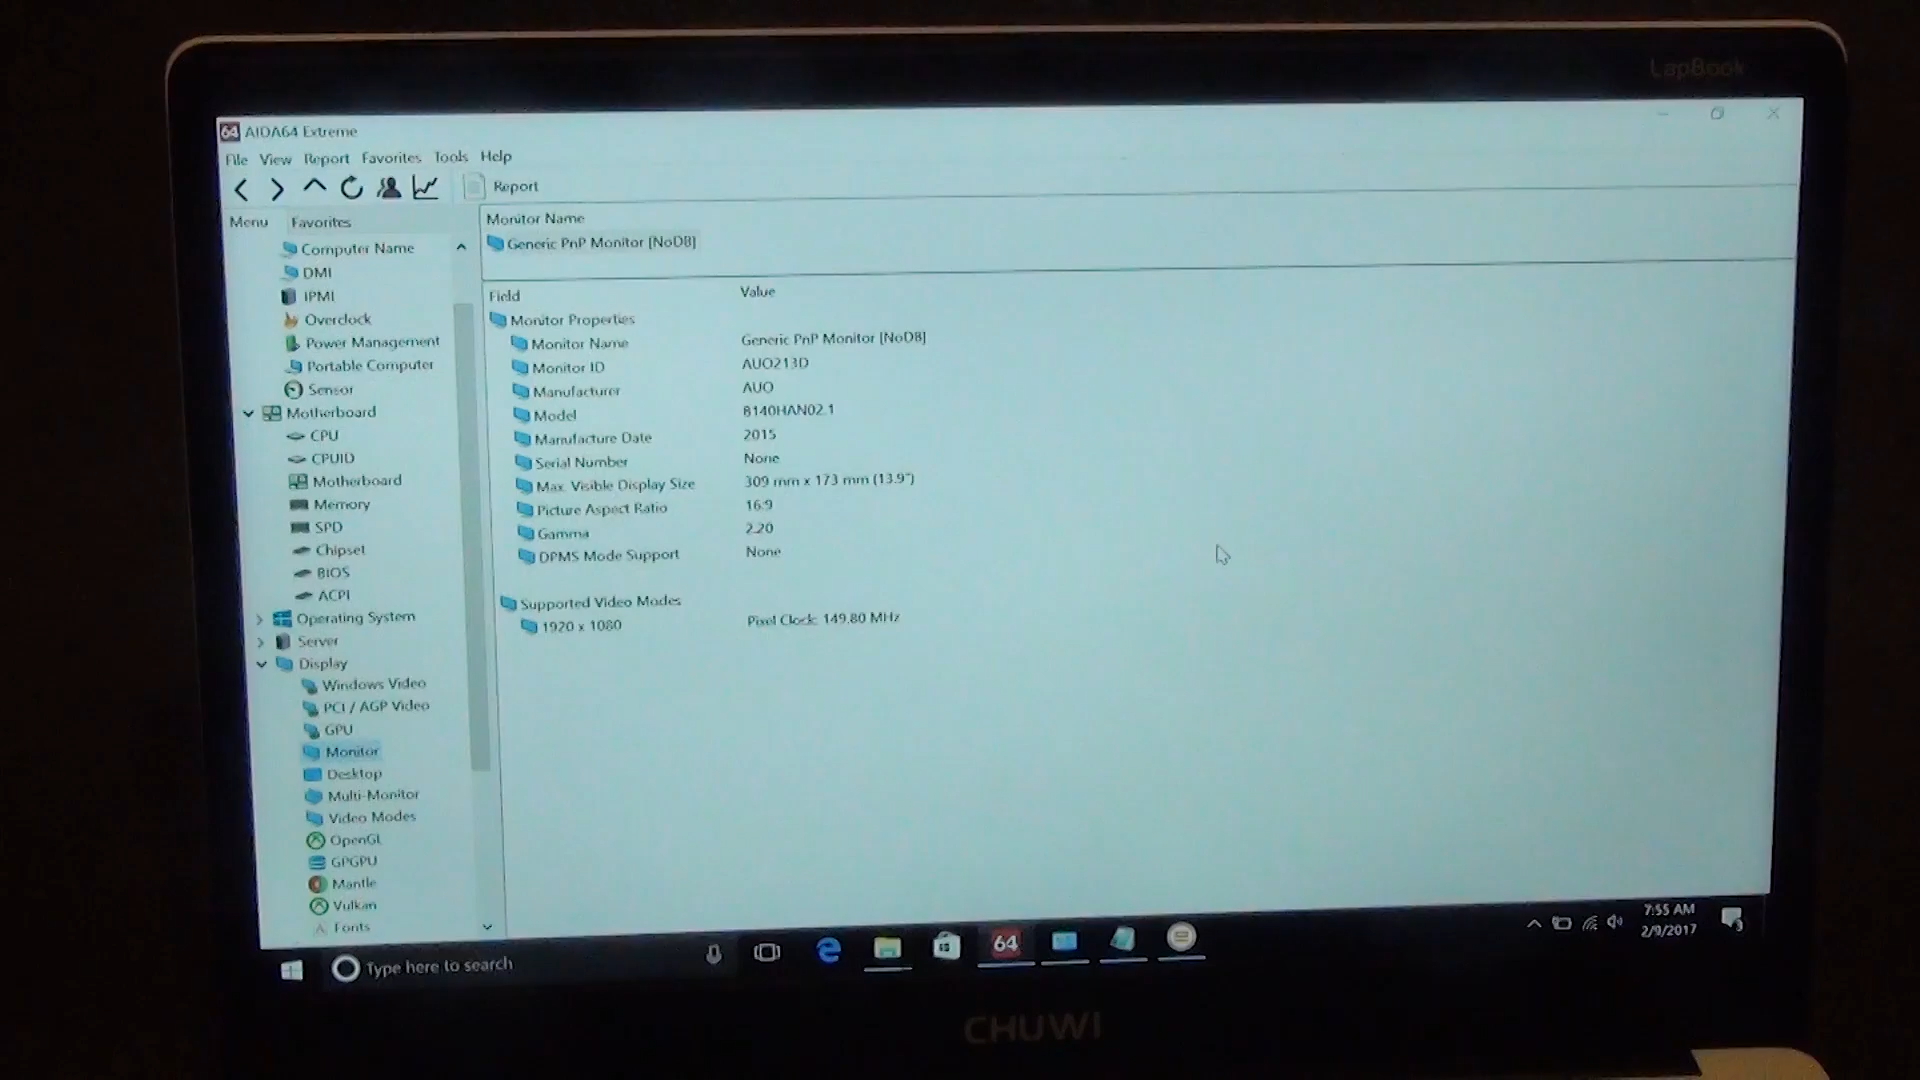 LapBook
64 AIDA64 Extreme
File View Report Favorites Tools Help
Report
Menu Favorites
Computer Name
DMI
IPMI
Overclock
Power Management
Portable Computer
Sensor
Motherboard
CPU
CPUID
Motherboard
Memory
SPD
Chipset
BIOS
ACPI
Operating System
Server
Display
Windows Video
PCI / AGP Video
GPU
Monitor
Desktop
Multi-Monitor
Video Modes
OpenGL
GPGPU
Mantle
Vulkan
Fonts
Monitor Name
Generic PnP Monitor [NoDB]
Field Value
Monitor Properties
Monitor Name Generic PnP Monitor [NoDB]
Monitor ID AUO213D
Manufacturer AUO
Model B140HAN02.1
Manufacture Date 2015
Serial Number None
Max. Visible Display Size 309 mm x 173 mm (13.9")
Picture Aspect Ratio 16:9
Gamma 2.20
DPMS Mode Support None
Supported Video Modes
1920 x 1080 Pixel Clock: 149.80 MHz
Type here to search
64
7:55 AM
2/9/2017
3
CHUWI